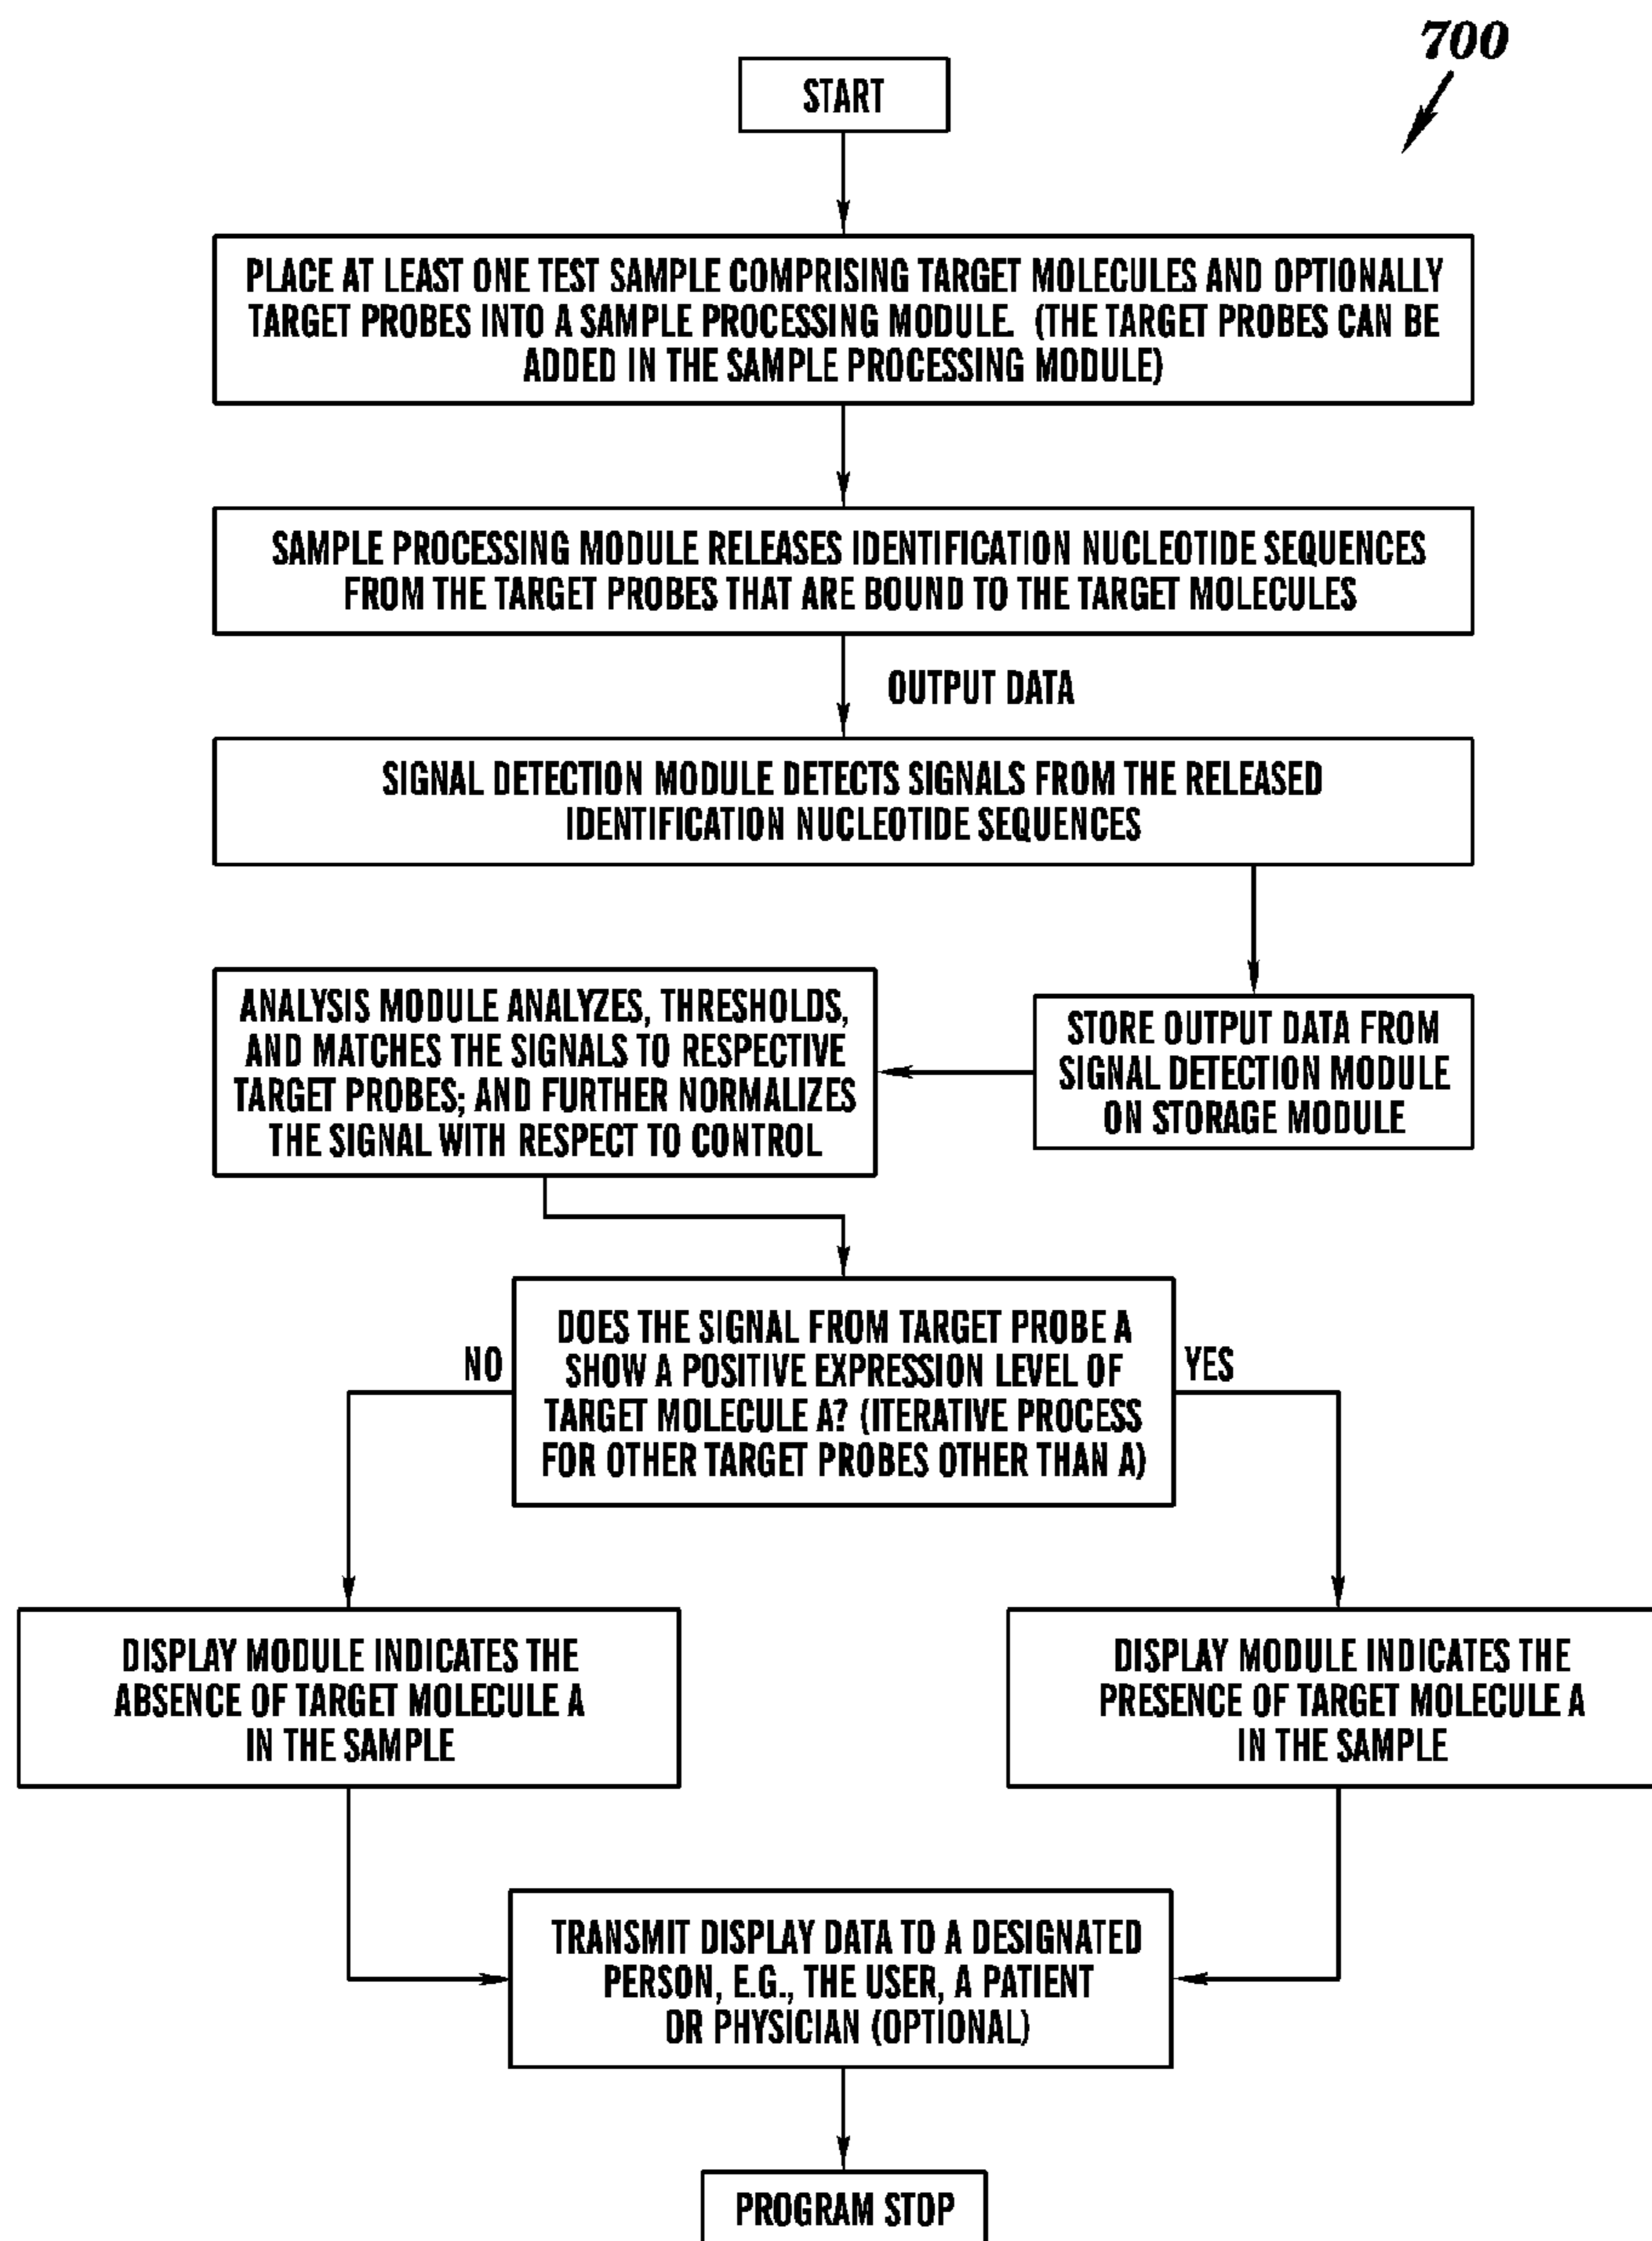 700
START
PLACE AT LEAST ONE TEST SAMPLE COMPRISING TARGET MOLECULES AND OPTIONALLY
TARGET PROBES INTO A SAMPLE PROCESSING MODULE. (THE TARGET PROBES CAN BE
ADDED IN THE SAMPLE PROCESSING MODULE)
SAMPLE PROCESSING MODULE RELEASES IDENTIFICATION NUCLEOTIDE SEQUENCES
FROM THE TARGET PROBES THAT ARE BOUND TO THE TARGET MOLECULES
OUTPUT DATA
SIGNAL DETECTION MODULE DETECTS SIGNALS FROM THE RELEASED
IDENTIFICATION NUCLEOTIDE SEQUENCES
STORE OUTPUT DATA FROM
SIGNAL DETECTION MODULE
ON STORAGE MODULE
ANALYSIS MODULE ANALYZES, THRESHOLDS,
AND MATCHES THE SIGNALS TO RESPECTIVE
TARGET PROBES; AND FURTHER NORMALIZES
THE SIGNAL WITH RESPECT TO CONTROL
DOES THE SIGNAL FROM TARGET PROBE A
SHOW A POSITIVE EXPRESSION LEVEL OF
TARGET MOLECULE A? (ITERATIVE PROCESS
FOR OTHER TARGET PROBES OTHER THAN A)
NO
YES
DISPLAY MODULE INDICATES THE
ABSENCE OF TARGET MOLECULE A
IN THE SAMPLE
DISPLAY MODULE INDICATES THE
PRESENCE OF TARGET MOLECULE A
IN THE SAMPLE
TRANSMIT DISPLAY DATA TO A DESIGNATED
PERSON, E.G., THE USER, A PATIENT
OR PHYSICIAN (OPTIONAL)
PROGRAM STOP